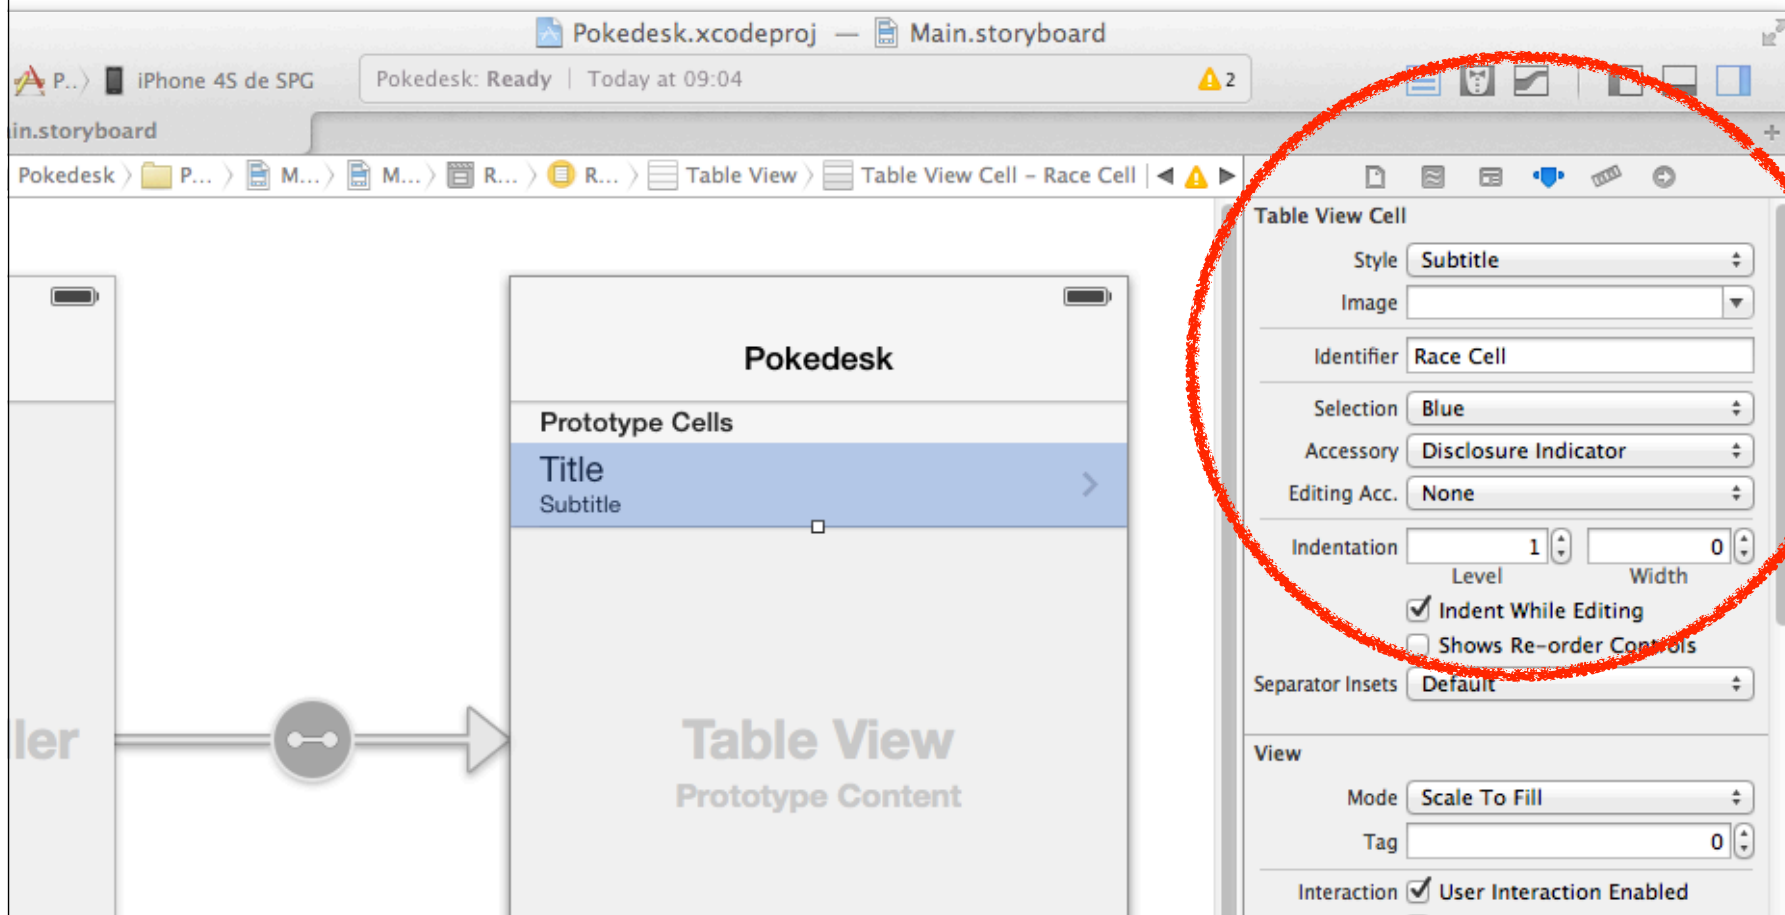 Pokedesk.xcodeproj — Main.storyboard
P.. iPhone 4S de SPG
Pokedesk: Ready | Today at 09:04
2
in.storyboard
Pokedesk P... M... M... R... R... Table View Table View Cell – Race Cell
Table View Cell
Style Subtitle
Image
Identifier Race Cell
Selection Blue
Accessory Disclosure Indicator
Editing Acc. None
Indentation 1 0
Level Width
Indent While Editing
Shows Re-order Controls
Separator Insets Default
View
Mode Scale To Fill
Tag 0
Interaction User Interaction Enabled
Pokedesk
Prototype Cells
Title
Subtitle
ler
Table View
Prototype Content